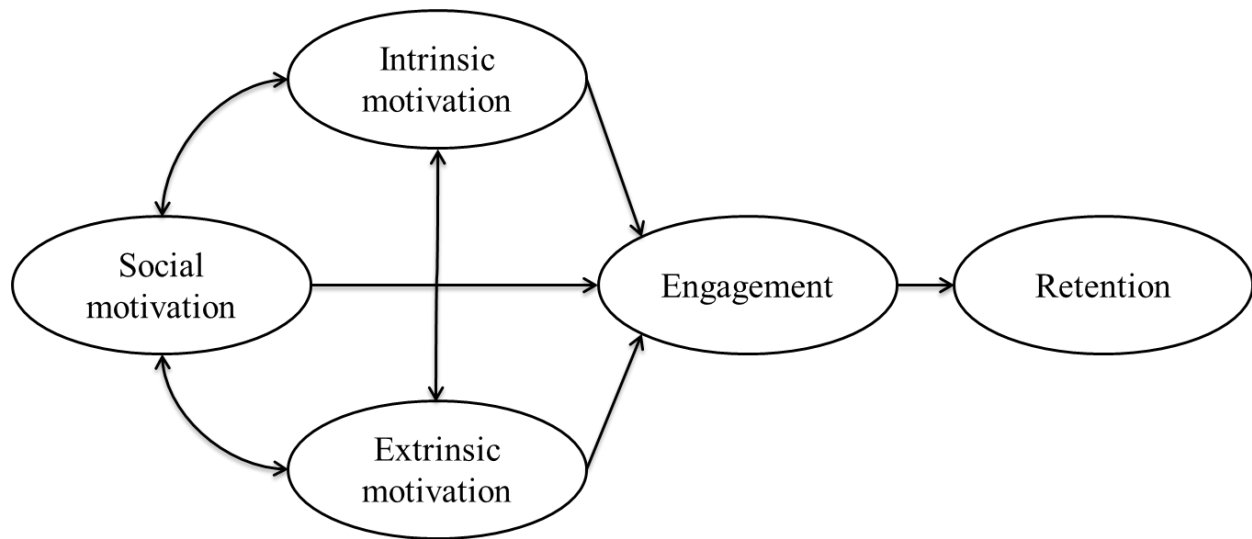 Intrinsic
motivation
Social
motivation
Engagement
Retention
Extrinsic
motivation